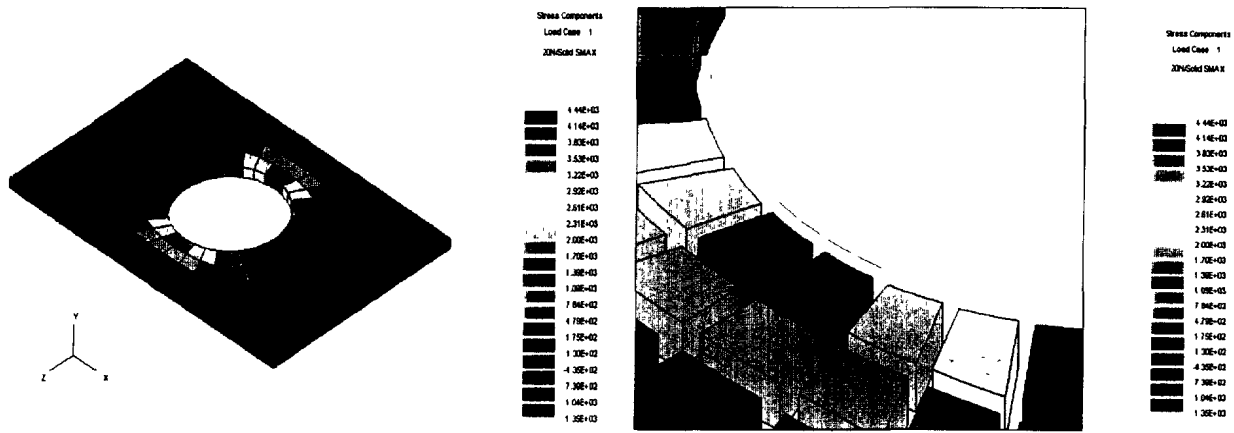 Stress Components
Load Case 1
20N/Solid SMAX
4.44E+03
4.14E+03
3.83E+03
3.53E+03
3.22E+03
2.92E+03
2.61E+03
2.31E+03
2.00E+03
1.70E+03
1.39E+03
1.09E+03
7.84E+02
4.79E+02
1.75E+02
1.30E+02
-4.35E+02
7.39E+02
1.04E+03
1.35E+03
Y
Z
X
Stress Components
Load Case 1
20N/Solid SMAX
4.44E+03
4.14E+03
3.83E+03
3.53E+03
3.22E+03
2.92E+03
2.61E+03
2.31E+03
2.00E+03
1.70E+03
1.39E+03
1.09E+03
7.84E+02
4.79E+02
1.75E+02
1.30E+02
-4.35E+02
7.39E+02
1.04E+03
1.35E+03